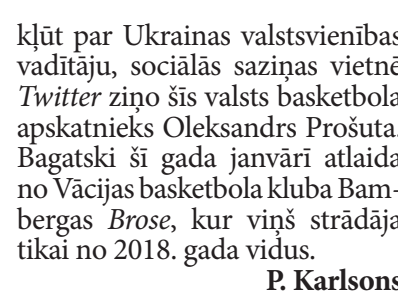 kļūt par Ukrainas valstsvienības
vadītāju, sociālās saziņas vietnē
Twitter ziņo šīs valsts basketbola
apskatnieks Oleksandrs Prošuta.
Bagatski šī gada janvārī atlaida
no Vācijas basketbola kluba Bam-
bergas Brose, kur viņš strādāja
tikai no 2018. gada vidus.
P. Karlsons